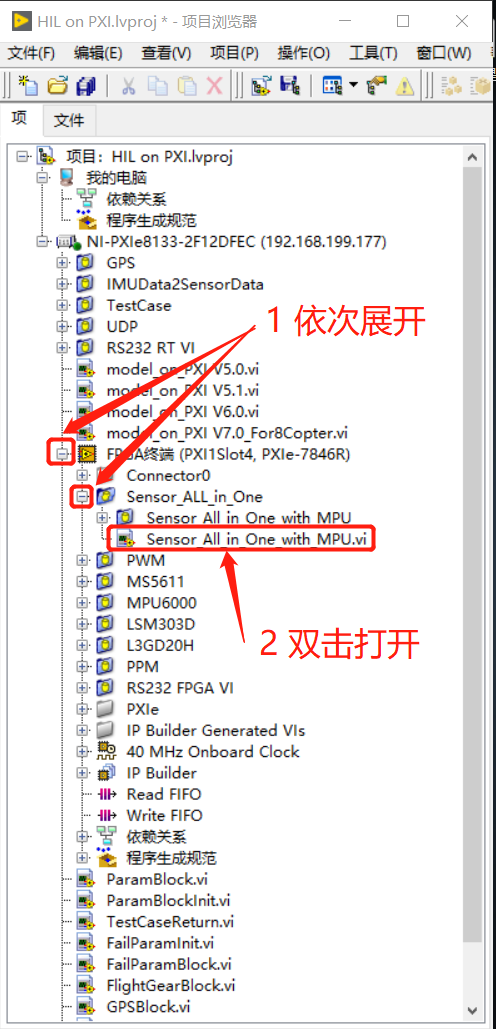 HIL on PXI.lvproj * - 项目浏览器
文件(F) 编辑(E) 查看(V) 项目(P) 操作(O) 工具(T) 窗口(W)
项 文件
项目: HIL on PXI.lvproj
我的电脑
依赖关系
程序生成规范
NI-PXIe8133-2F12DFEC (192.168.199.177)
GPS
IMUData2SensorData
TestCase
UDP
1 依次展开
RS232 RT VI
model_on_PXI V5.0.vi
model_on_PXI V5.1.vi
model_on_PXI V6.0.vi
model_on_PXI V7.0_For8Copter.vi
FPGA终端 (PXI1Slot4, PXIe-7846R)
Connector0
Sensor_ALL_in_One
Sensor All in One with MPU
Sensor_All_in_One_with_MPU.vi
PWM
MS5611
MPU6000
LSM303D
2 双击打开
L3GD20H
PPM
RS232 FPGA VI
PXIe
IP Builder Generated VIs
40 MHz Onboard Clock
IP Builder
Read FIFO
Write FIFO
依赖关系
程序生成规范
ParamBlock.vi
ParamBlockInit.vi
TestCaseReturn.vi
FailParamInit.vi
FailParamBlock.vi
FlightGearBlock.vi
GPSBlock.vi